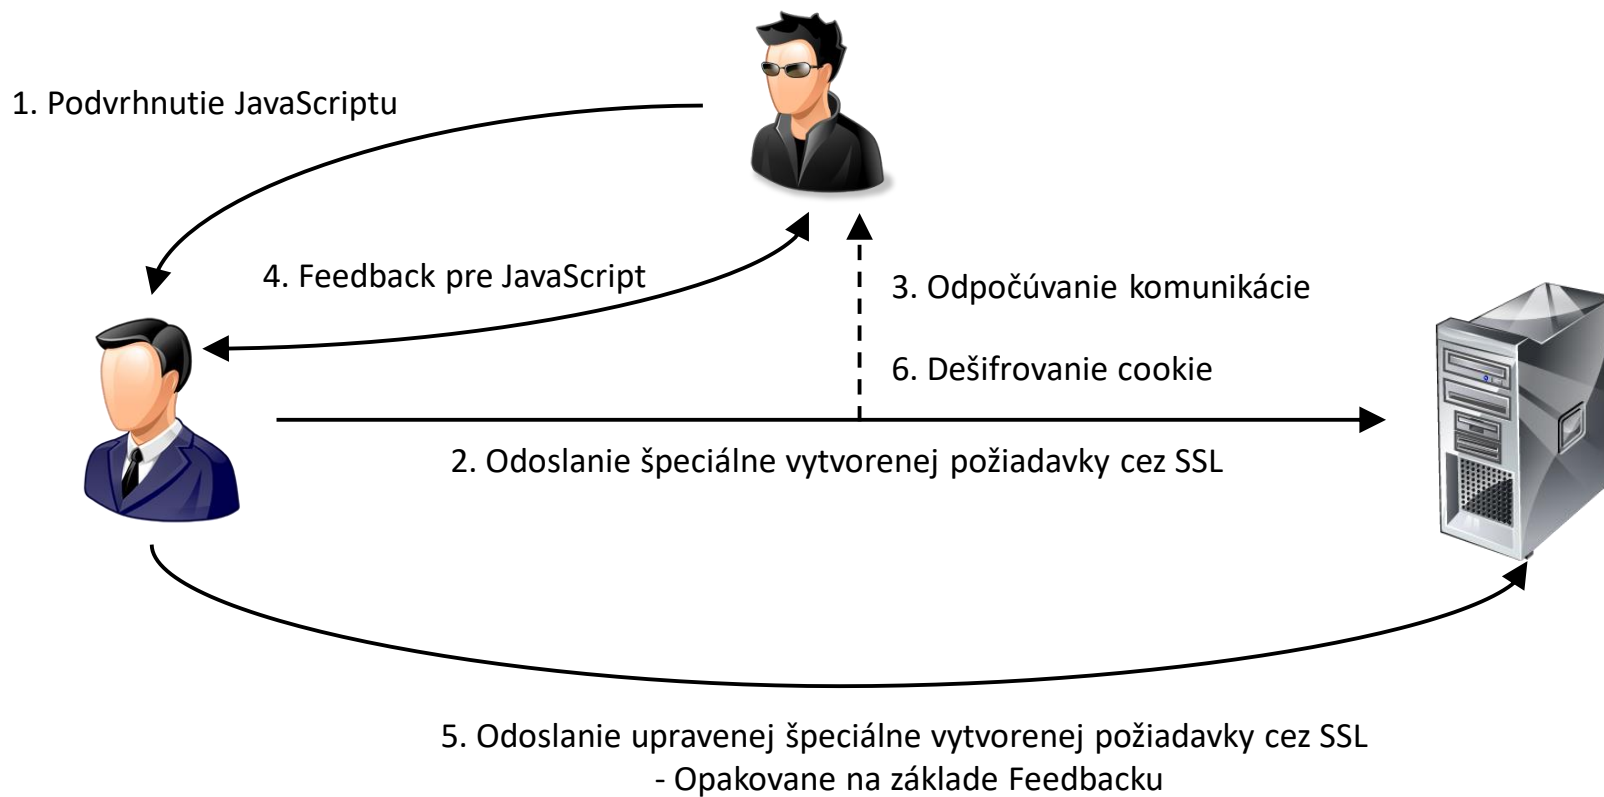 1. Podvrhnutie JavaScriptu
4. Feedback pre JavaScript
3. Odpočúvanie komunikácie
6. Dešifrovanie cookie
2. Odoslanie špeciálne vytvorenej požiadavky cez SSL
5. Odoslanie upravenej špeciálne vytvorenej požiadavky cez SSL
- Opakovane na základe Feedbacku